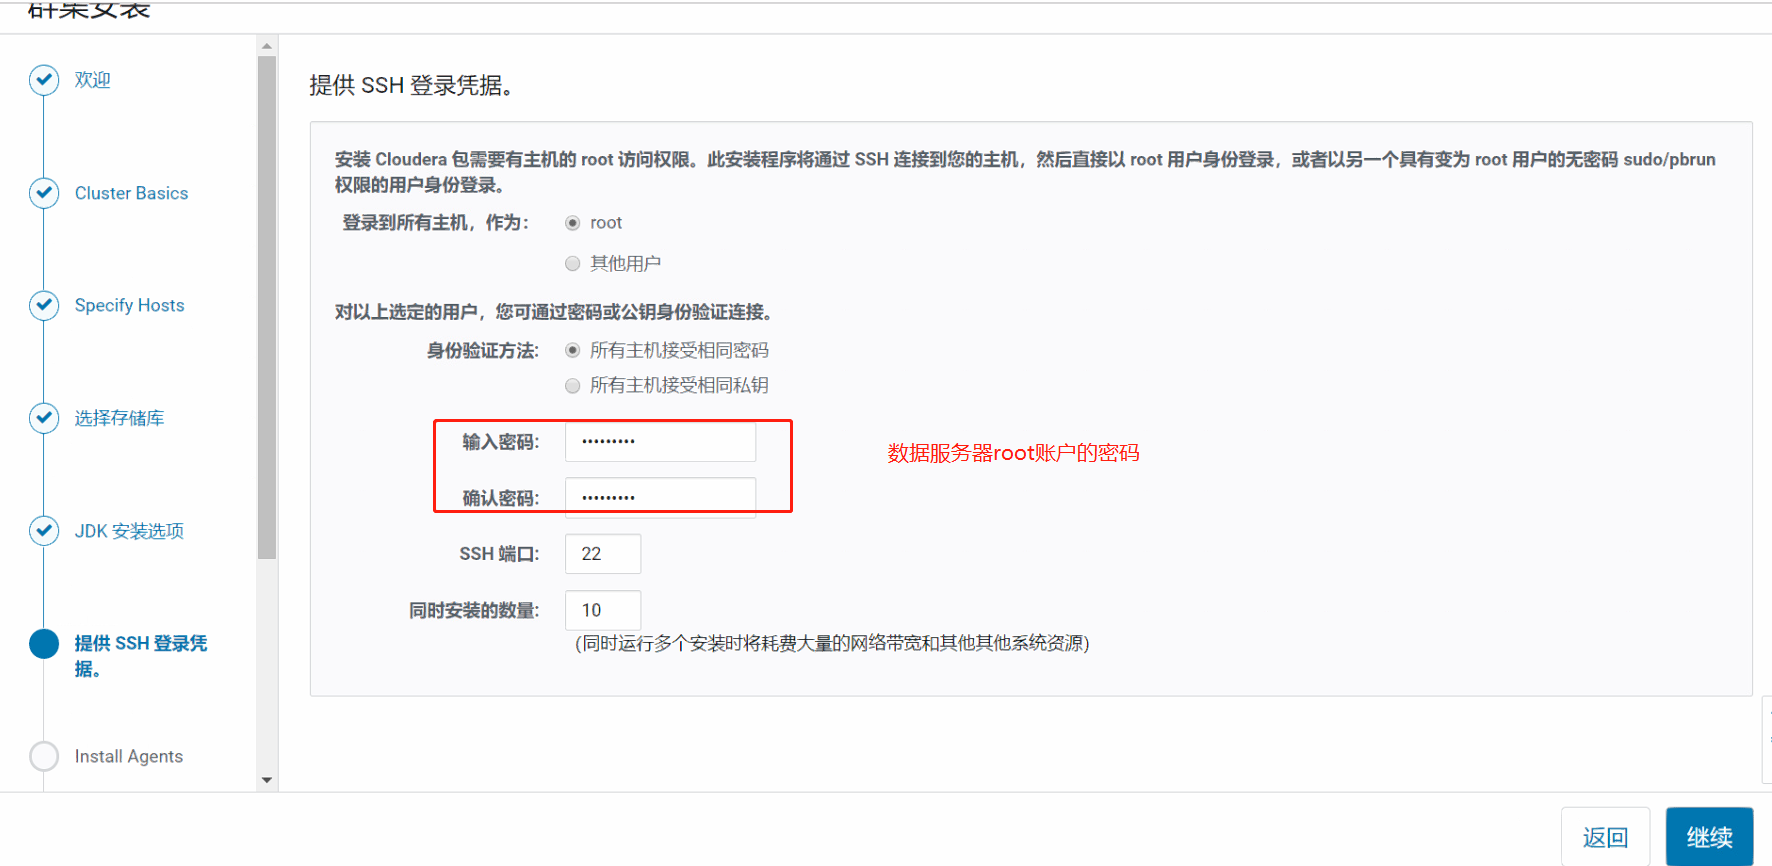 群集安装
欢迎
Cluster Basics
Specify Hosts
选择存储库
JDK 安装选项
提供 SSH 登录凭
据。
Install Agents
提供 SSH 登录凭据。
安装 Cloudera 包需要有主机的 root 访问权限。此安装程序将通过 SSH 连接到您的主机，然后直接以 root 用户身份登录，或者以另一个具有变为 root 用户的无密码 sudo/pbrun
权限的用户身份登录。
登录到所有主机，作为： root
其他用户
对以上选定的用户，您可通过密码或公钥身份验证连接。
身份验证方法: 所有主机接受相同密码
所有主机接受相同私钥
输入密码: •••••••••
数据服务器root账户的密码
确认密码: •••••••••
SSH 端口: 22
同时安装的数量: 10
(同时运行多个安装时将耗费大量的网络带宽和其他其他系统资源)
返回 继续